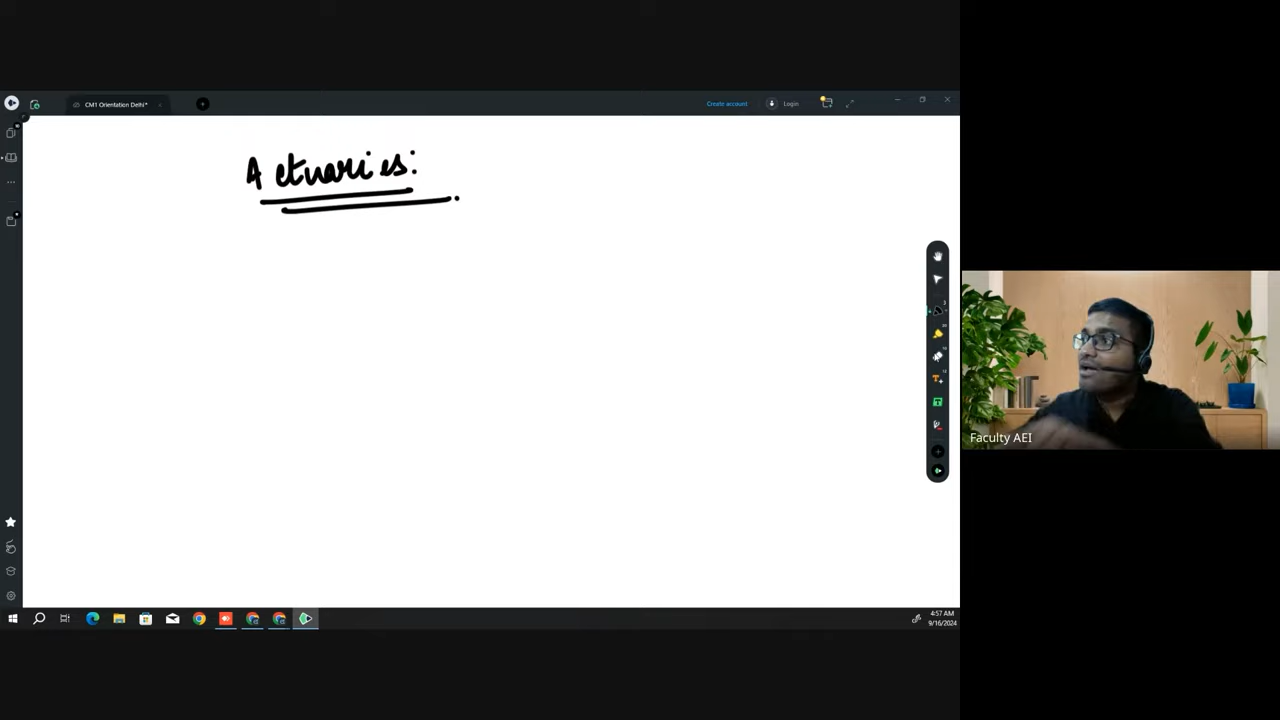 CM1 Orientation Delhi*
Create account
Login
Actuaries:
Faculty AEI
4:57 AM
9/16/2024